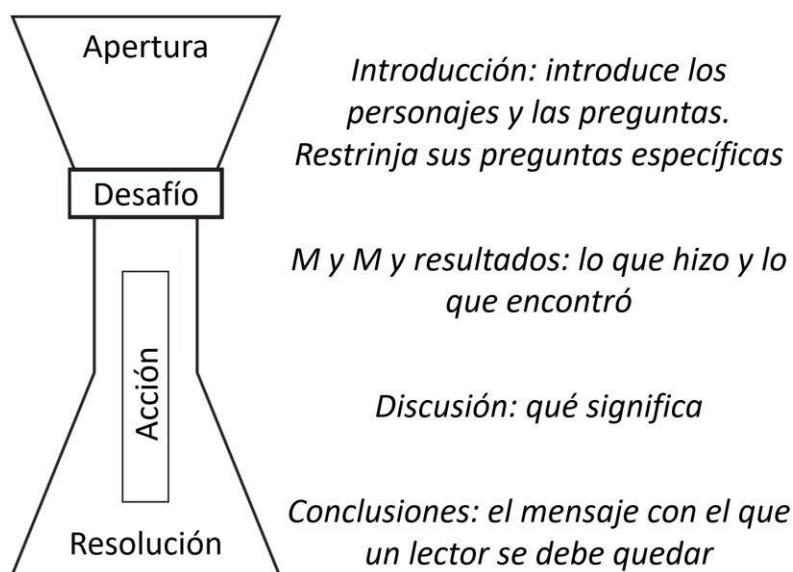 Apertura
Introducción: introduce los
personajes y las preguntas.
Restrinja sus preguntas específicas
Desafío
M y M y resultados: lo que hizo y lo
que encontró
Acción
Discusión: qué significa
Conclusiones: el mensaje con el que
un lector se debe quedar
Resolución